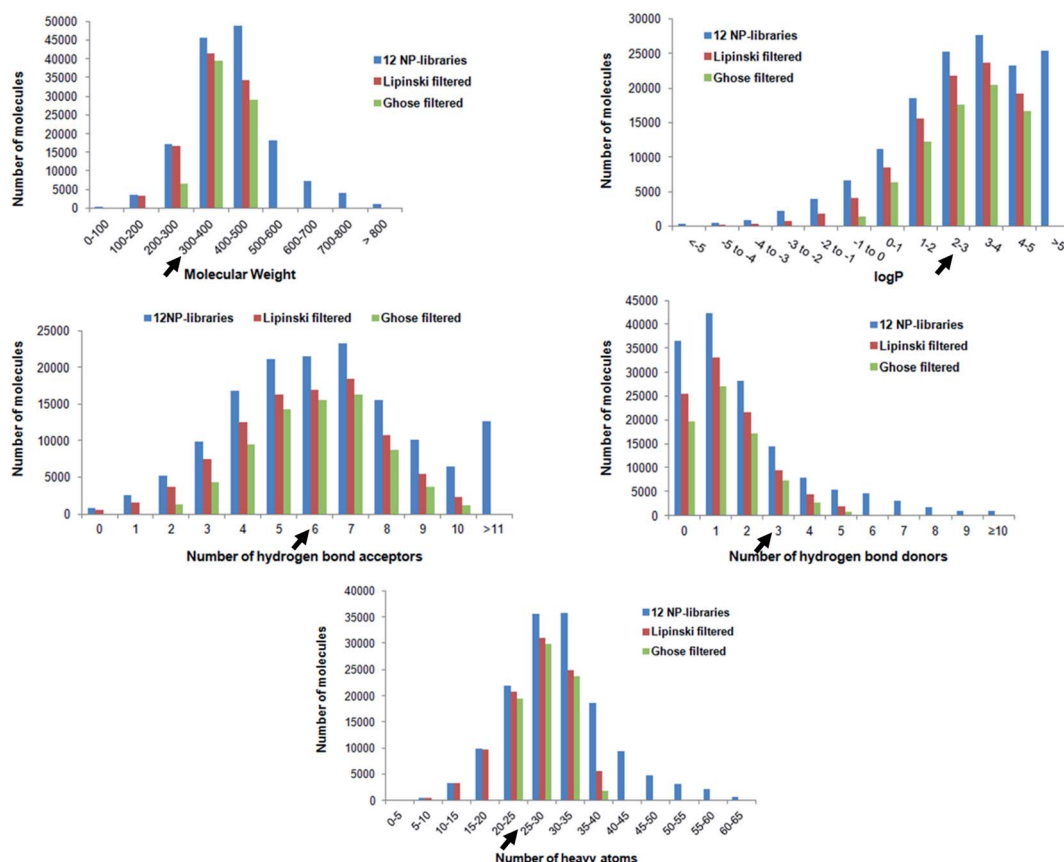 Number of molecules
50000
45000
40000
35000
30000
25000
20000
15000
10000
5000
0
12 NP-libraries
Lipinski filtered
Ghose filtered
0-100
100-200
200-300
300-400
400-500
500-600
600-700
700-800
> 800
Molecular Weight
Number of molecules
30000
25000
20000
15000
10000
5000
0
12 NP-libraries
Lipinski filtered
Ghose filtered
<-5
-5 to -4
-4 to -3
-3 to -2
-2 to -1
-1 to 0
0-1
1-2
2-3
3-4
4-5
>5
logP
12NP-libraries Lipinski filtered Ghose filtered
Number of molecules
25000
20000
15000
10000
5000
0
0 1 2 3 4 5 6 7 8 9 10 >11
Number of hydrogen bond acceptors
Number of molecules
45000
40000
35000
30000
25000
20000
15000
10000
5000
0
12 NP-libraries
Lipinski filtered
Ghose filtered
0 1 2 3 4 5 6 7 8 9 ≥10
Number of hydrogen bond donors
Number of molecules
40000
35000
30000
25000
20000
15000
10000
5000
0
12 NP-libraries
Lipinski filtered
Ghose filtered
0-5
5-10
10-15
15-20
20-25
25-30
30-35
35-40
40-45
45-50
50-55
55-60
60-65
Number of heavy atoms